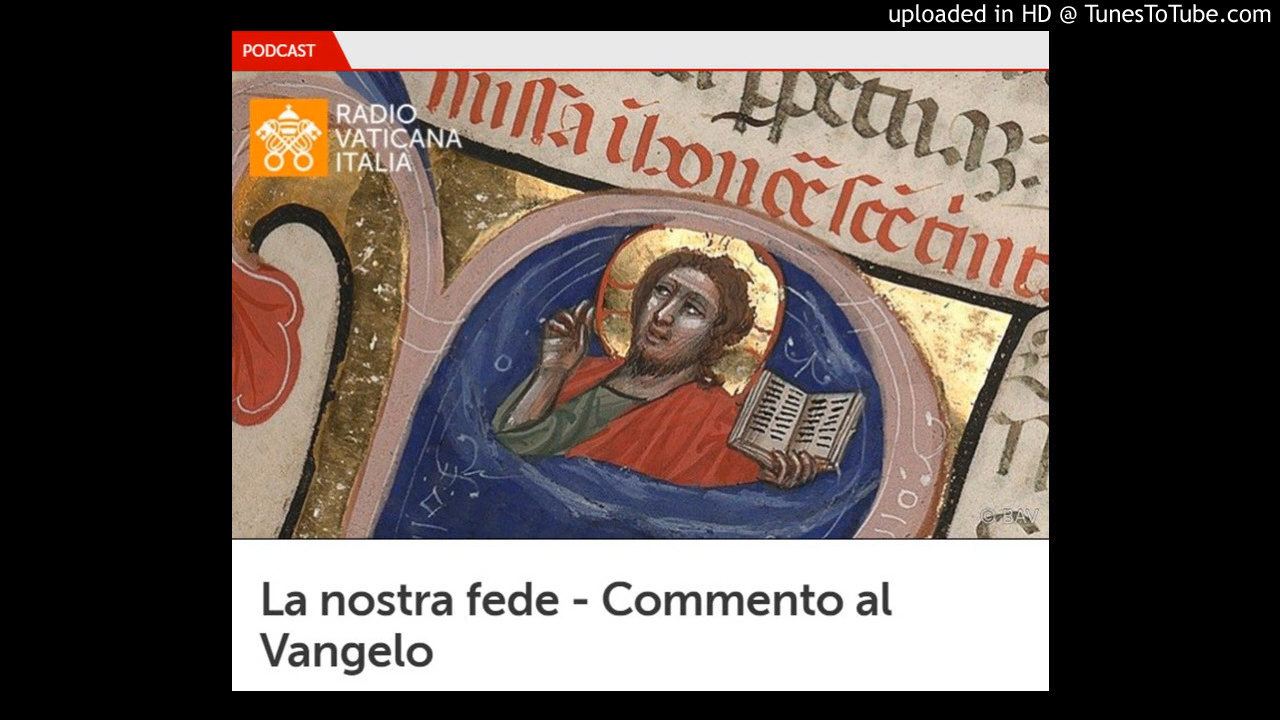 uploaded in HD @ TunesToTube.com
PODCAST
RADIO
VATICANA
ITALIA
© BAV
La nostra fede - Commento al
Vangelo